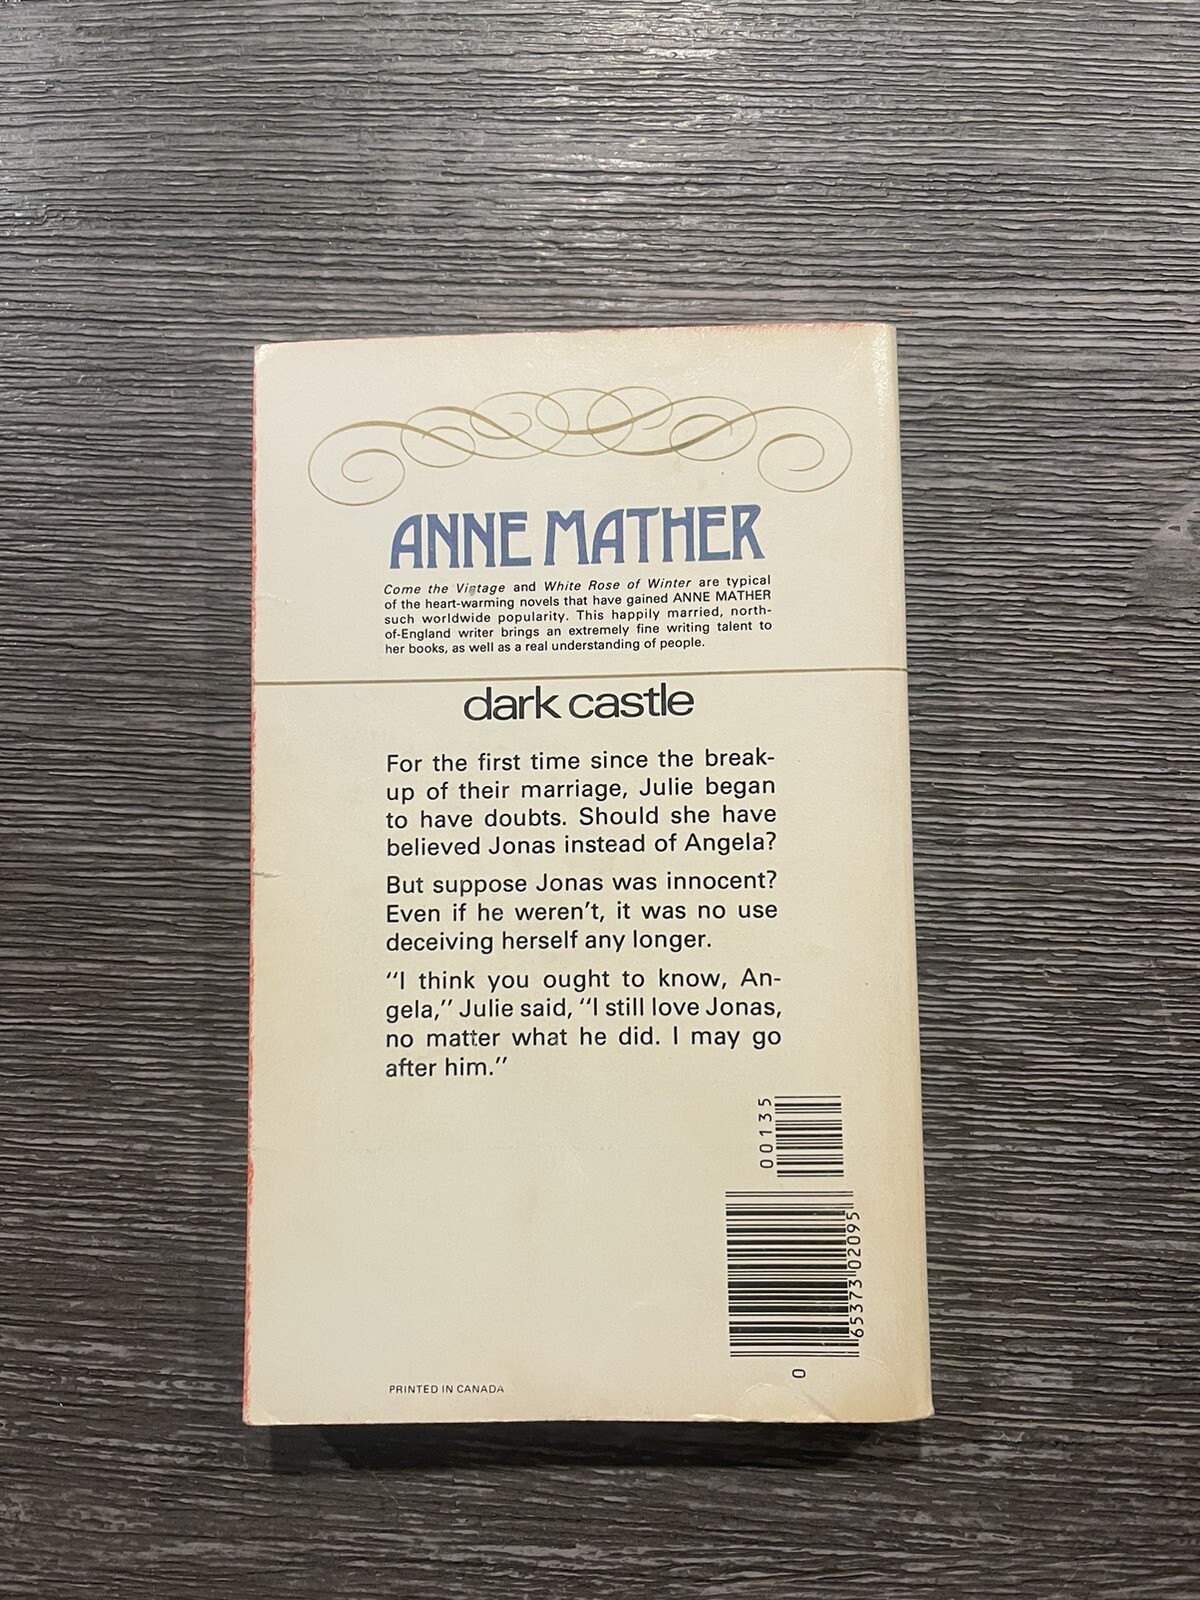 ANNE MATHER
Come the Vintage and White Rose of Winter are typical
of the heart-warming novels that have gained ANNE MATHER
such worldwide popularity. This happily married, north-
of-England writer brings an extremely fine writing talent to
her books, as well as a real understanding of people.
dark castle
For the first time since the break-
up of their marriage, Julie began
to have doubts. Should she have
believed Jonas instead of Angela?
But suppose Jonas was innocent?
Even if he weren't, it was no use
deceiving herself any longer.
"I think you ought to know, An-
gela," Julie said, "I still love Jonas,
no matter what he did. I may go
after him."
00135
65373 02095
0
PRINTED IN CANADA